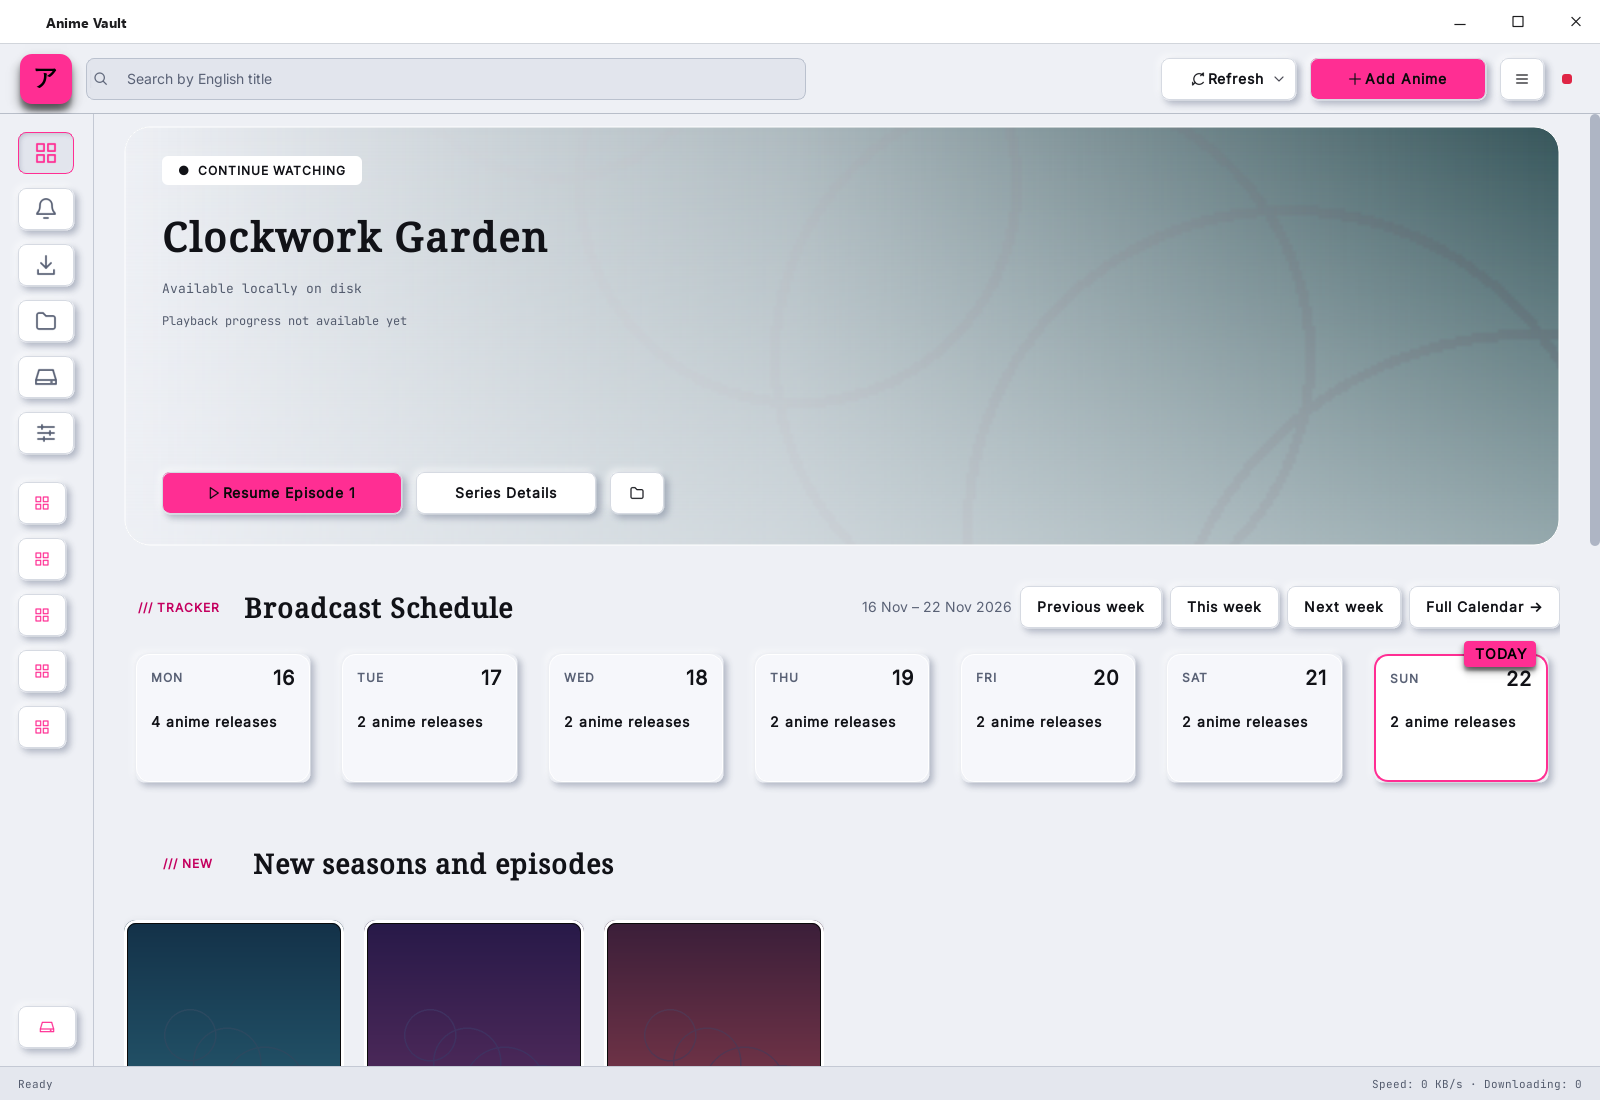 Anime Vault
ア
Search by English title
Refresh
Add Anime
CONTINUE WATCHING
Clockwork Garden
Available locally on disk
Playback progress not available yet
Resume Episode 1
Series Details
/// TRACKER
Broadcast Schedule
16 Nov – 22 Nov 2026
Previous week
This week
Next week
Full Calendar →
TODAY
MON 16
4 anime releases
TUE 17
2 anime releases
WED 18
2 anime releases
THU 19
2 anime releases
FRI 20
2 anime releases
SAT 21
2 anime releases
SUN 22
2 anime releases
/// NEW
New seasons and episodes
Ready
Speed: 0 KB/s · Downloading: 0